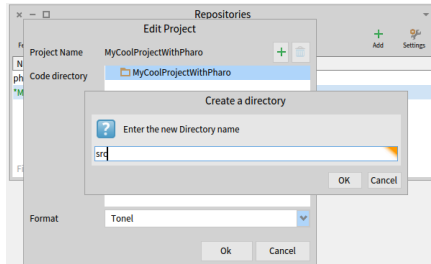 Repositories
Edit Project
Add
Settings
Project Name
MyCoolProjectWithPharo
Code directory
MyCoolProjectWithPharo
Create a directory
Enter the new Directory name
src
OK
Cancel
Format
Tonel
Ok
Cancel